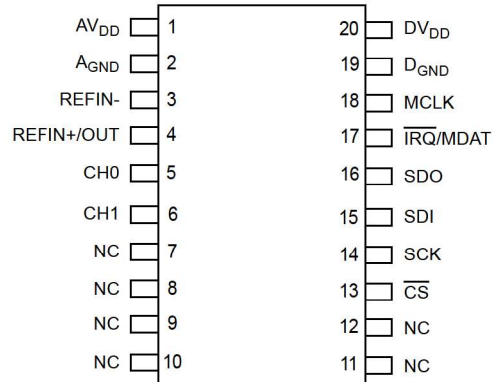 AVDD 1 20 DVDD
AGND 2 19 DGND
REFIN- 3 18 MCLK
REFIN+/OUT 4 17 IRQ/MDAT
CH0 5 16 SDO
CH1 6 15 SDI
NC 7 14 SCK
NC 8 13 CS
NC 9 12 NC
NC 10 11 NC